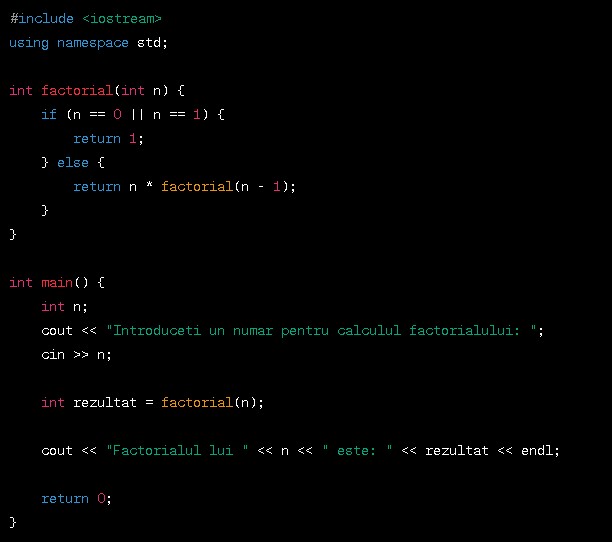 #include <iostream>
using namespace std;
int factorial(int n) {
    if (n == 0 || n == 1) {
        return 1;
    } else {
        return n * factorial(n - 1);
    }
}
int main() {
    int n;
    cout << "Introduceti un numar pentru calculul factorialului: ";
    cin >> n;
    int rezultat = factorial(n);
    cout << "Factorialul lui " << n << " este: " << rezultat << endl;
    return 0;
}